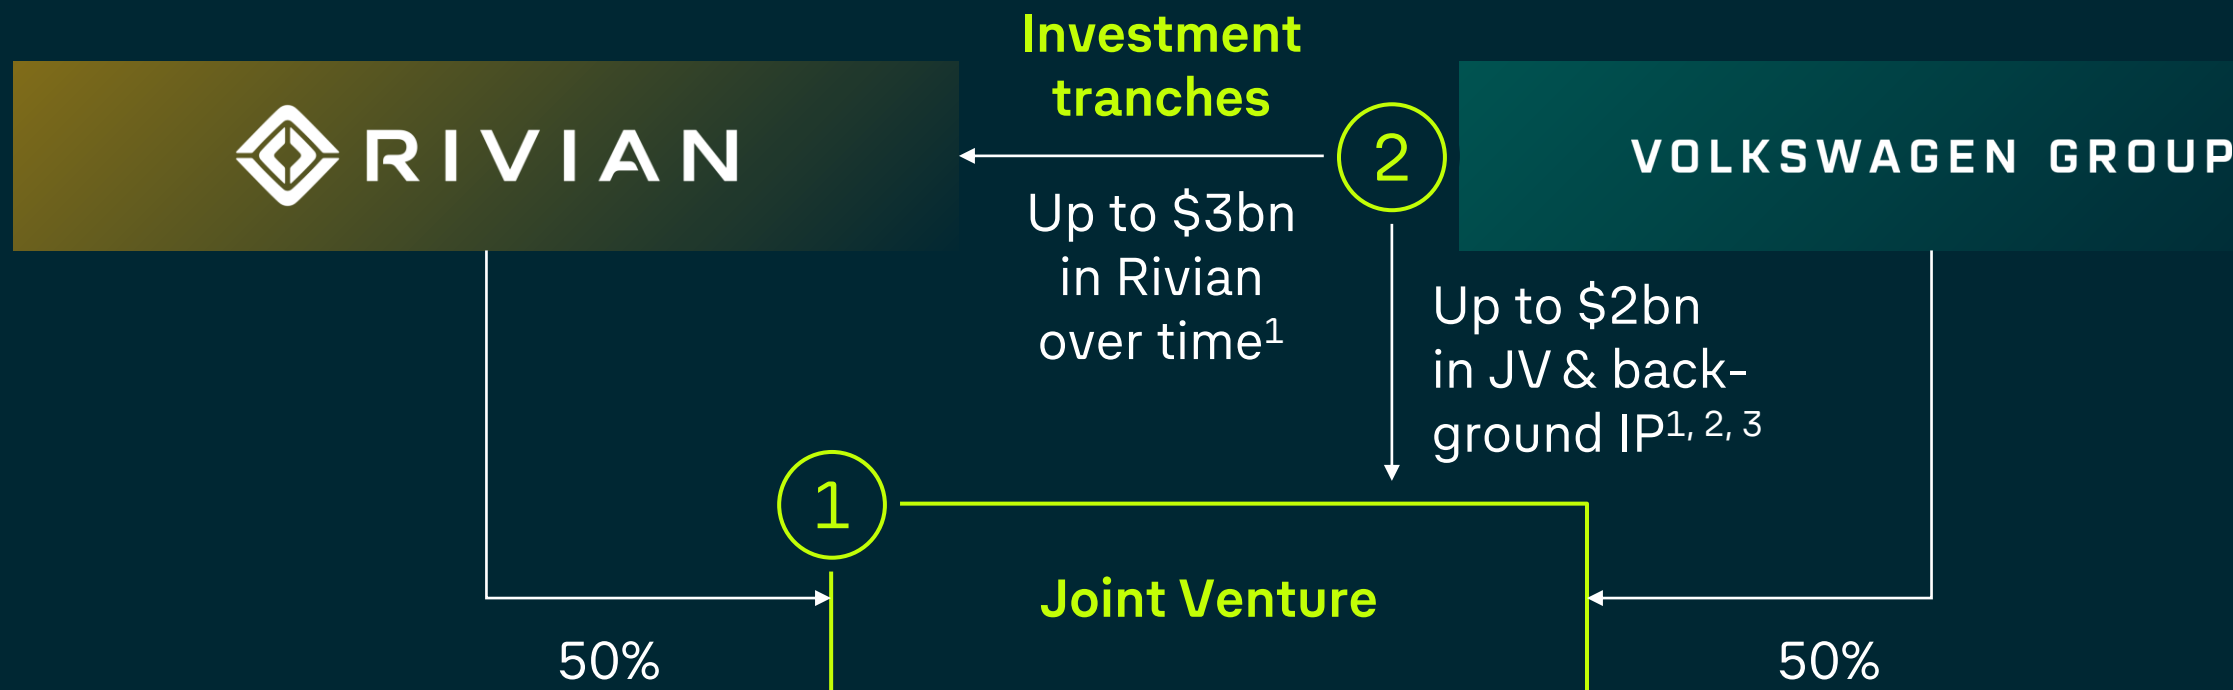 Investment
tranches
RIVIAN
2
VOLKSWAGEN GROUP
Up to $3bn
in Rivian
over time1
Up to $2bn
in JV & back-
ground IP1, 2, 3
1
Joint Venture
50%
50%